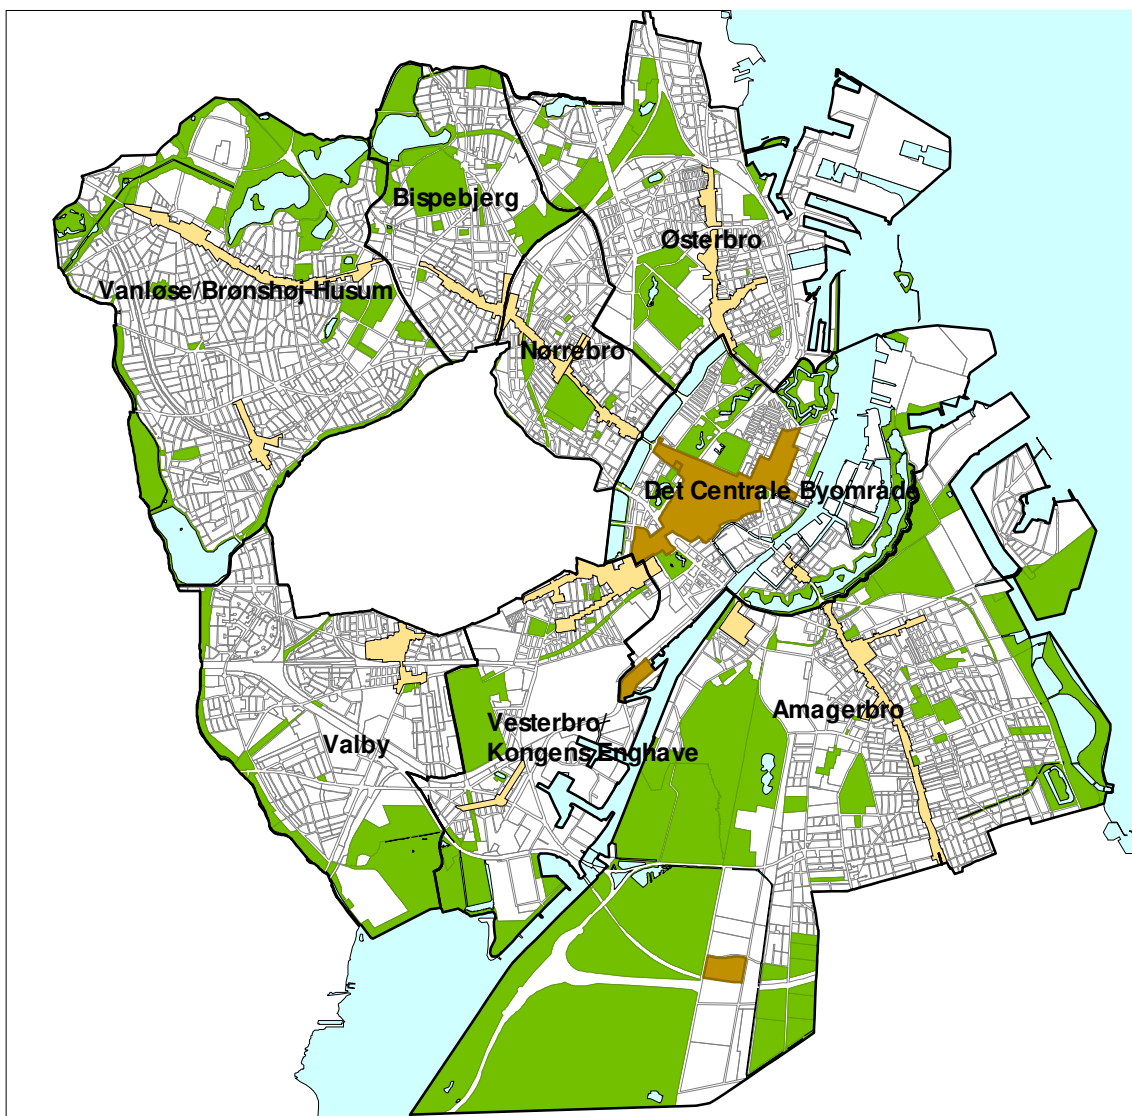 Bispebjerg
Østerbro
Vanløse/Brønshøj-Husum
Nørrebro
Det Centrale Byområde
Amagerbro
Vesterbro/
Kongens Enghave
Valby